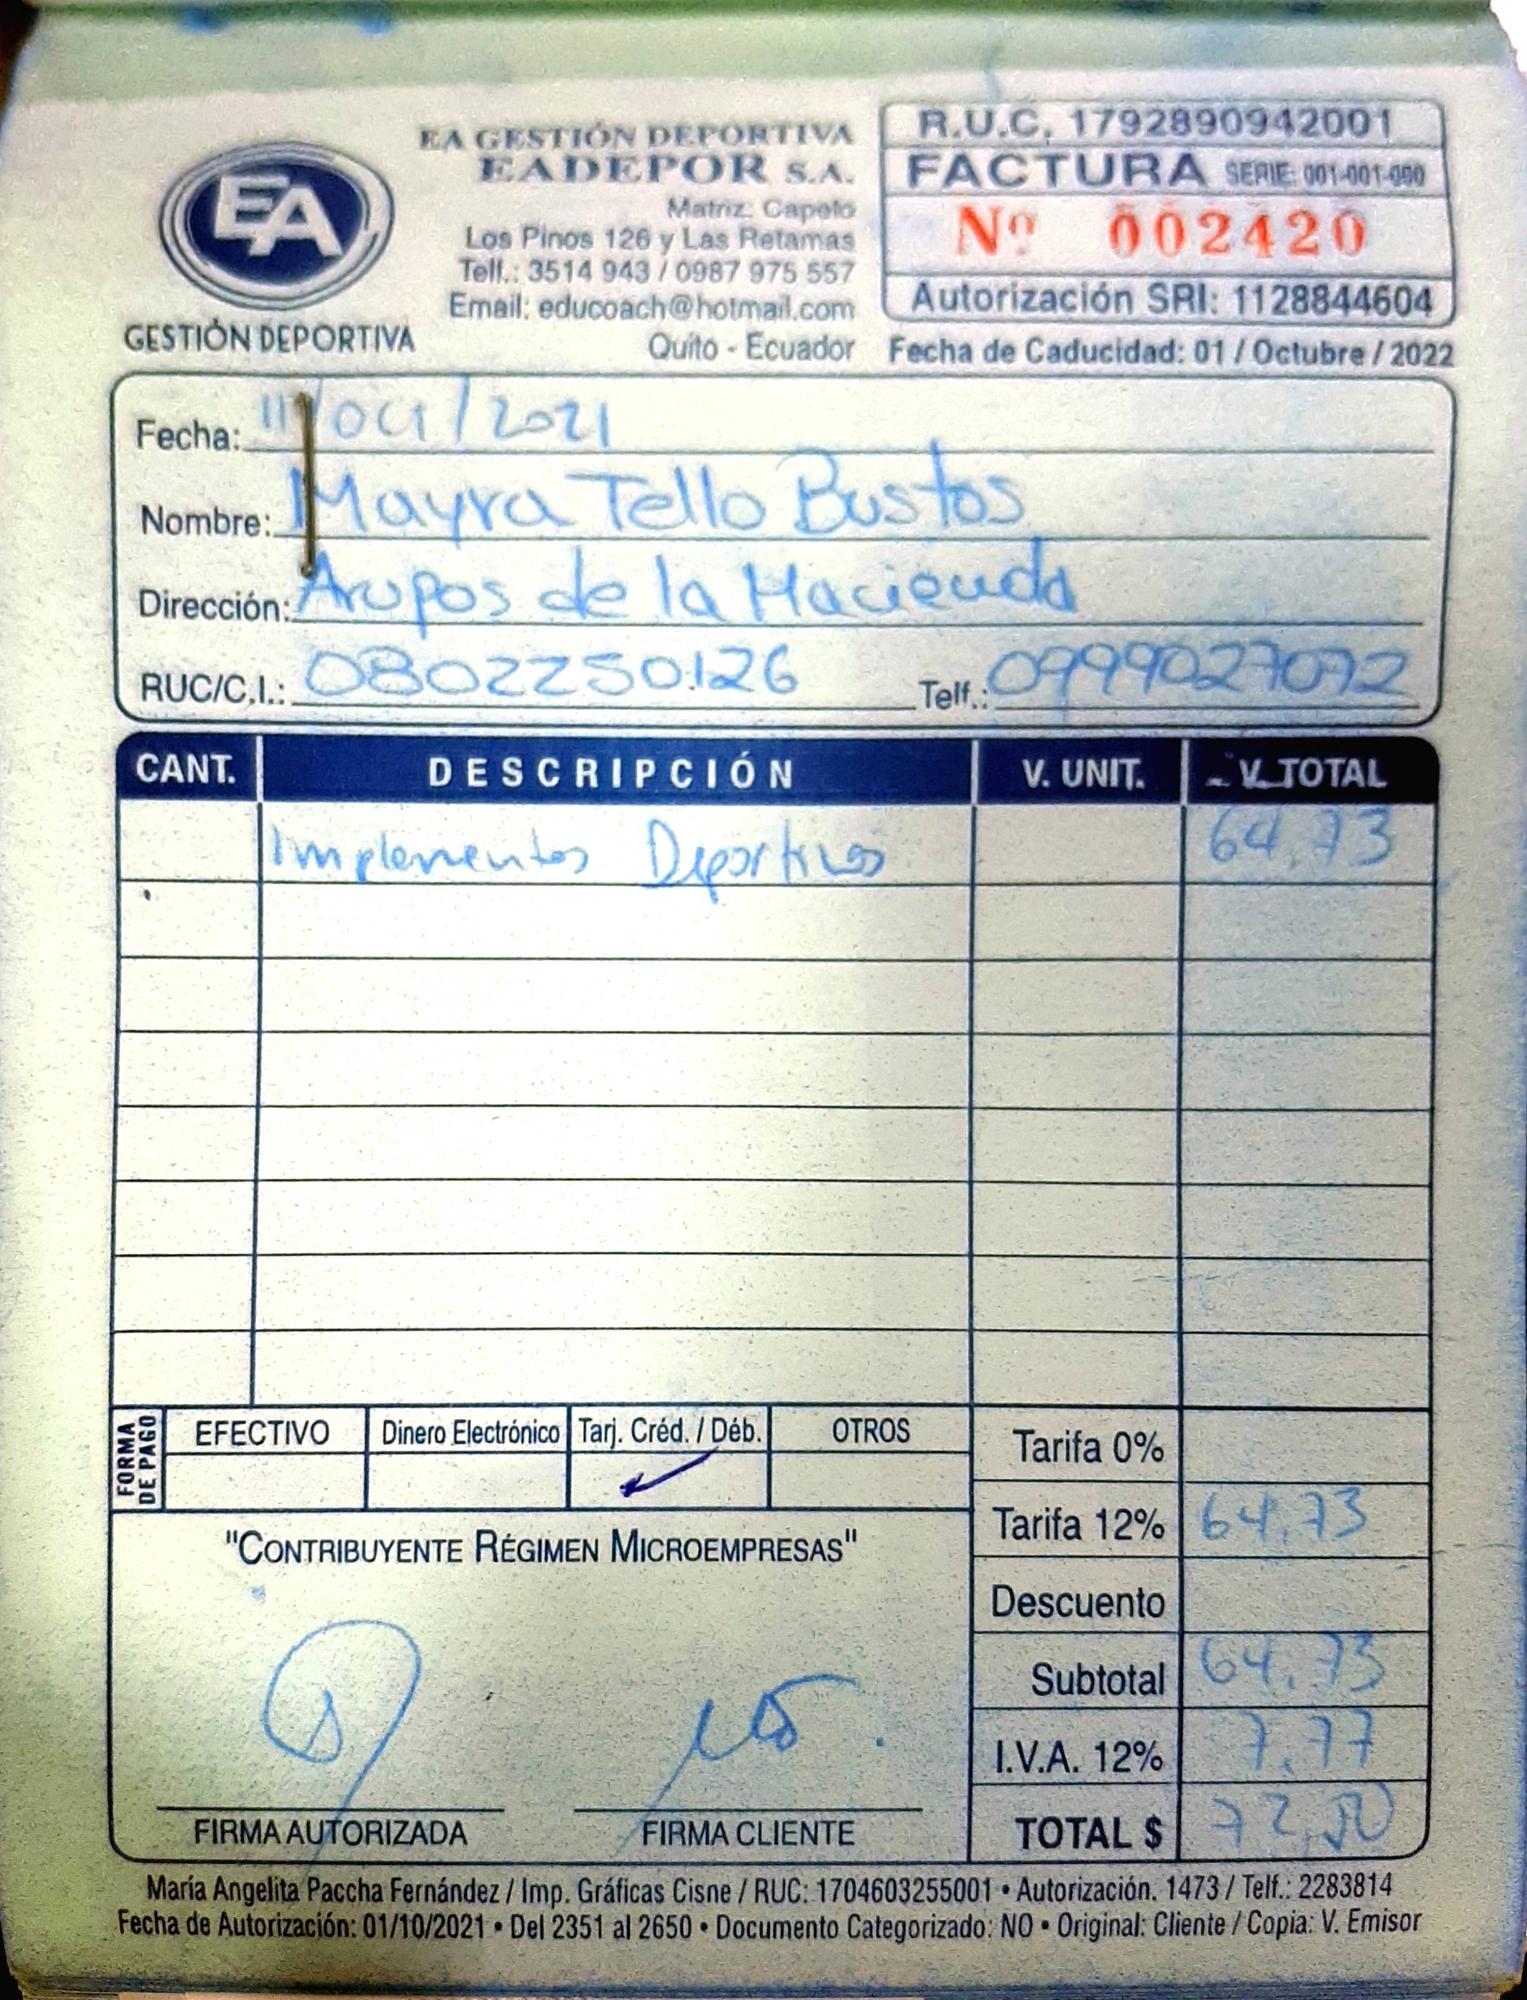 EA
GESTIÓN DEPORTIVA
EA GESTIÓN DEPORTIVA
EADEPOR S.A.
Matriz: Capelo
Los Pinos 126 y Las Retamas
Telf.: 3514 943 / 0987 975 557
Email: educoach@hotmail.com
Quito - Ecuador
R.U.C. 1792890942001
FACTURA SERIE: 001-001-000
Nº 002420
Autorización SRI: 1128844604
Fecha de Caducidad: 01 / Octubre / 2022
Fecha: 11/Oct/2021
Nombre: Mayra Tello Bustos
Dirección: Arupos de la Hacienda
RUC/C.I.: 0802250126 Telf.: 0999027072
CANT. DESCRIPCIÓN V. UNIT. V. TOTAL
Implementos Deportivos 64.73
FORMA DE PAGO
EFECTIVO Dinero Electrónico Tarj. Créd. / Déb. OTROS
Tarifa 0%
Tarifa 12% 64.73
Descuento
Subtotal 64.73
I.V.A. 12% 7.77
TOTAL $ 72,50
"CONTRIBUYENTE RÉGIMEN MICROEMPRESAS"
FIRMA AUTORIZADA FIRMA CLIENTE
María Angelita Paccha Fernández / Imp. Gráficas Cisne / RUC: 1704603255001 • Autorización. 1473 / Telf.: 2283814
Fecha de Autorización: 01/10/2021 • Del 2351 al 2650 • Documento Categorizado: NO • Original: Cliente / Copia: V. Emisor